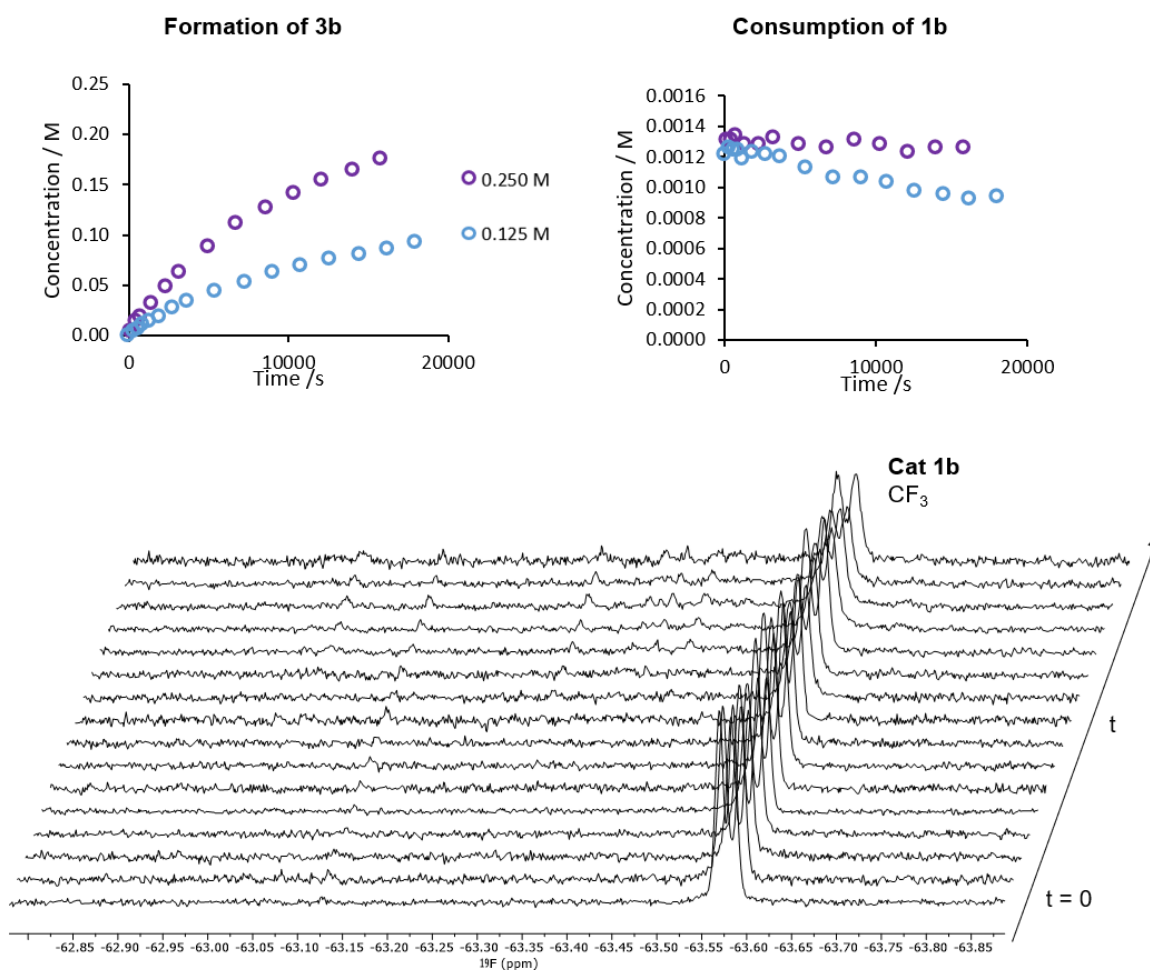 Formation of 3b
Consumption of 1b
0.25
0.20
0.15
0.10
0.05
0.00
Concentration / M
0
10000
20000
Time /s
0.250 M
0.125 M
0.0016
0.0014
0.0012
0.0010
0.0008
0.0006
0.0004
0.0002
0.0000
Concentration / M
0
10000
20000
Time /s
Cat 1b
CF3
t
t = 0
-62.85 -62.90 -62.95 -63.00 -63.05 -63.10 -63.15 -63.20 -63.25 -63.30 -63.35 -63.40 -63.45 -63.50 -63.55 -63.60 -63.65 -63.70 -63.75 -63.80 -63.85
19F (ppm)